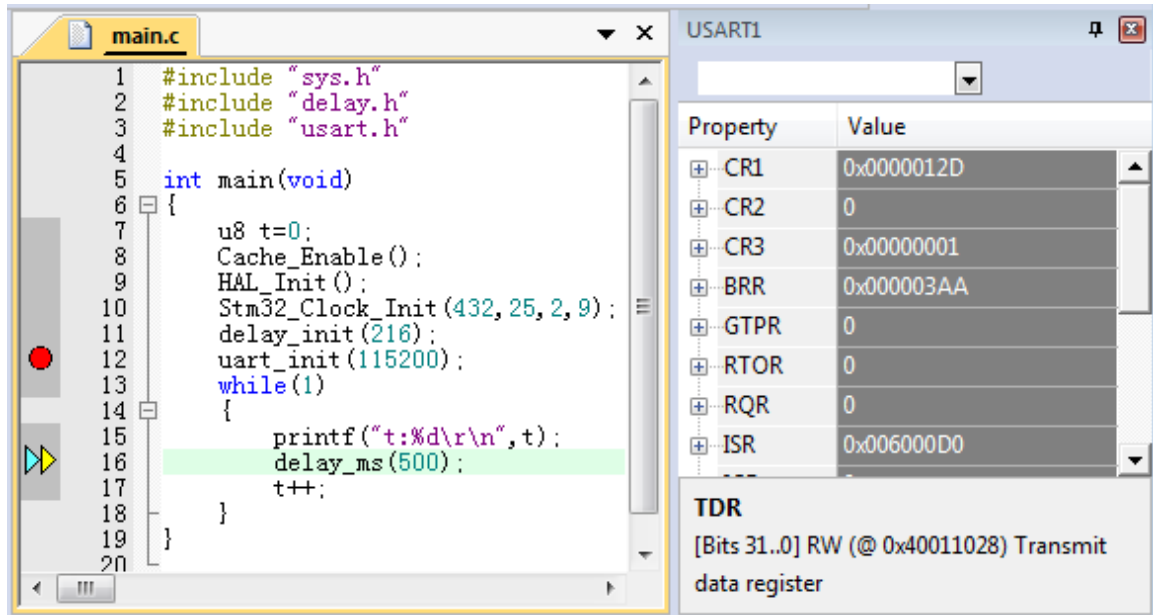 main.c
1 #include "sys.h"
2 #include "delay.h"
3 #include "usart.h"
4
5 int main(void)
6 {
7 u8 t=0;
8 Cache_Enable();
9 HAL_Init();
10 Stm32_Clock_Init(432,25,2,9);
11 delay_init(216);
12 uart_init(115200);
13 while(1)
14 {
15 printf("t:%d\r\n",t);
16 delay_ms(500);
17 t++;
18 }
19 }
20
USART1
Property Value
CR1 0x0000012D
CR2 0
CR3 0x00000001
BRR 0x000003AA
GTPR 0
RTOR 0
RQR 0
ISR 0x006000D0
TDR
[Bits 31..0] RW (@ 0x40011028) Transmit
data register